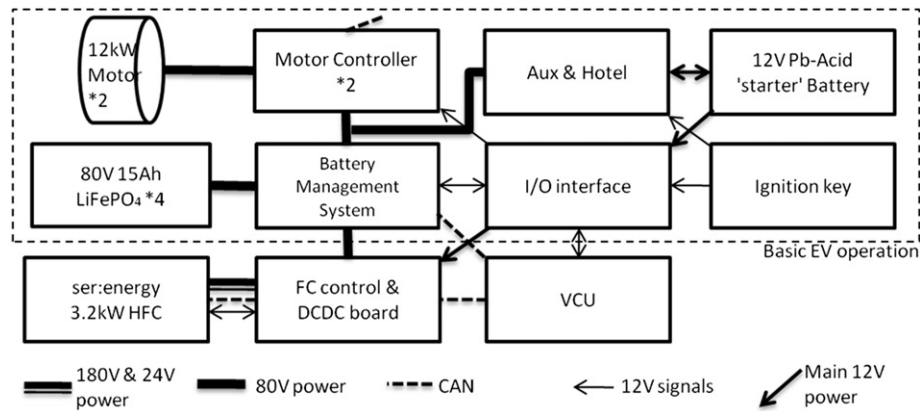 12kW
Motor
*2
Motor Controller
*2
Aux & Hotel
12V Pb-Acid
'starter' Battery
80V 15Ah
LiFePO₄ *4
Battery
Management
System
I/O interface
Ignition key
Basic EV operation
ser:energy
3.2kW HFC
FC control &
DCDC board
VCU
180V & 24V
power
80V power
CAN
12V signals
Main 12V
power